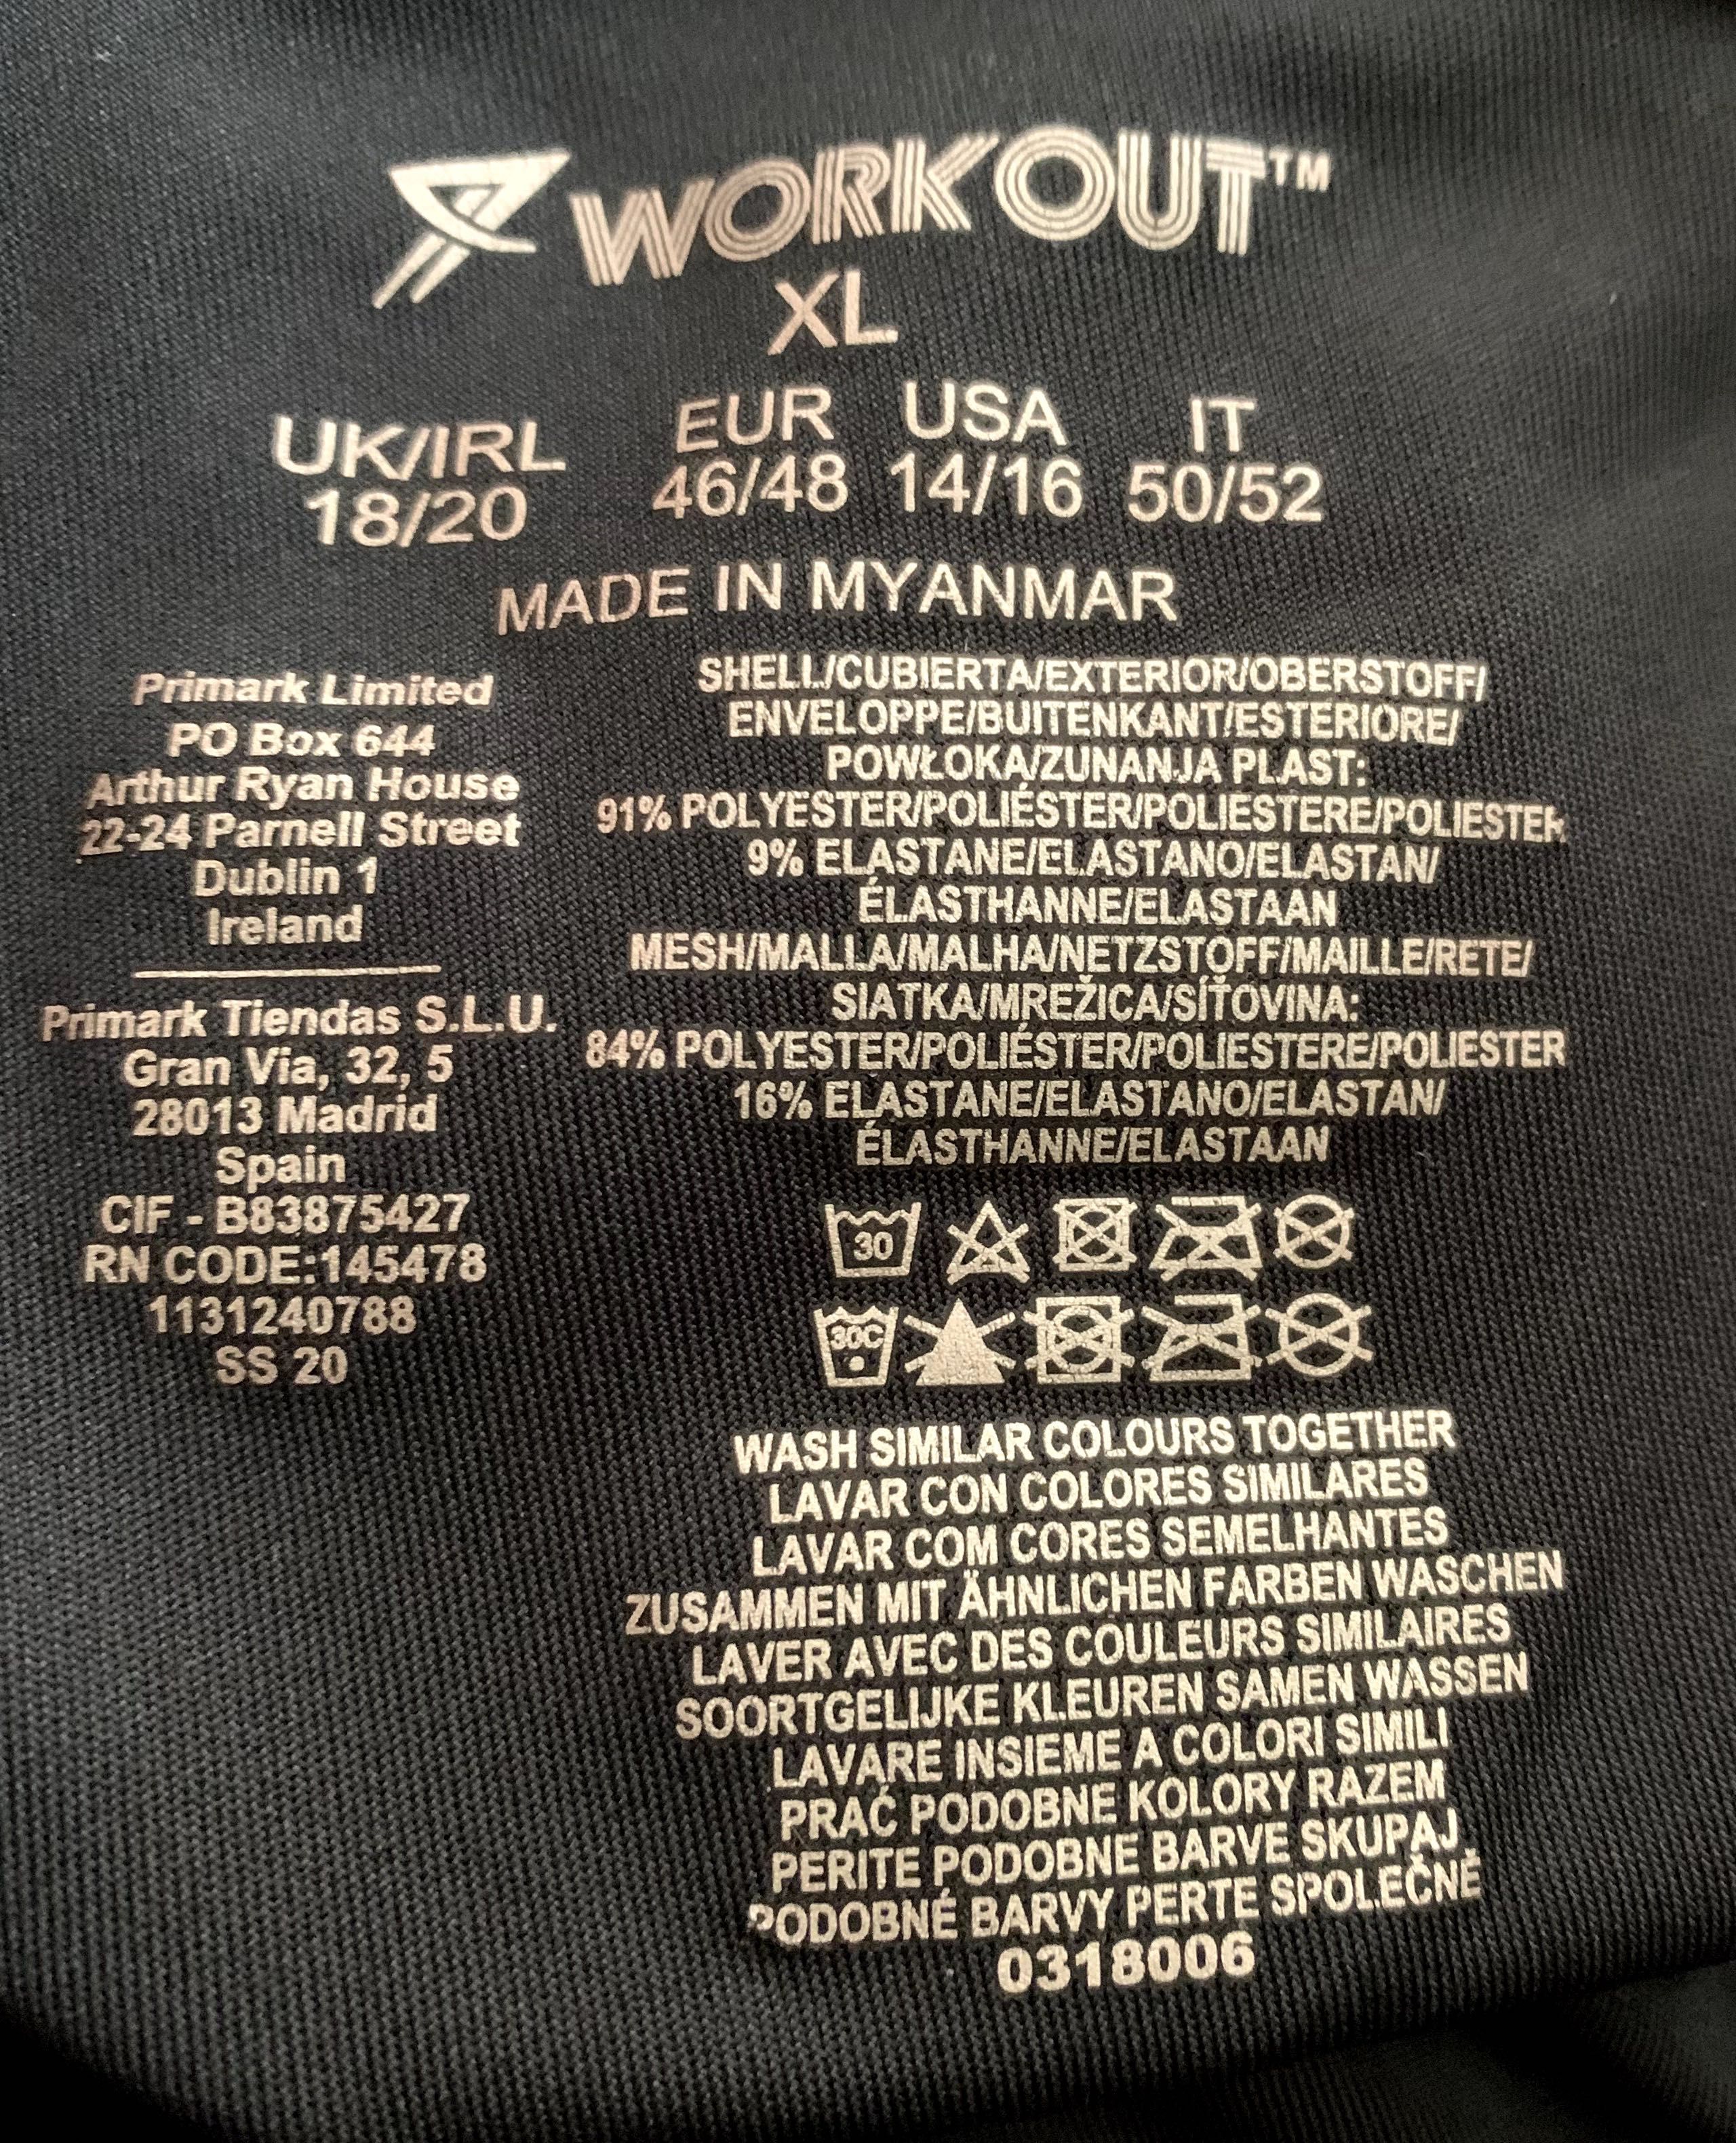 WORKOUT™
XL
UK/IRL EUR USA IT
18/20 46/48 14/16 50/52
MADE IN MYANMAR
Primark Limited
PO Box 644
Arthur Ryan House
22-24 Parnell Street
Dublin 1
Ireland
Primark Tiendas S.L.U.
Gran Via, 32, 5
28013 Madrid
Spain
CIF - B83875427
RN CODE:145478
1131240788
SS 20
SHELL/CUBIERTA/EXTERIOR/OBERSTOFF/
ENVELOPPE/BUITENKANT/ESTERIORE/
POWŁOKA/ZUNANJA PLAST:
91% POLYESTER/POLIÉSTER/POLIESTERE/POLIESTER
9% ELASTANE/ELASTANO/ELASTAN/
ÉLASTHANNE/ELASTAAN
MESH/MALLA/MALHA/NETZSTOFF/MAILLE/RETE/
SIATKA/MREŽICA/SÍŤOVINA:
84% POLYESTER/POLIÉSTER/POLIESTERE/POLIESTER
16% ELASTANE/ELASTANO/ELASTAN/
ÉLASTHANNE/ELASTAAN
30
30C
WASH SIMILAR COLOURS TOGETHER
LAVAR CON COLORES SIMILARES
LAVAR COM CORES SEMELHANTES
ZUSAMMEN MIT ÄHNLICHEN FARBEN WASCHEN
LAVER AVEC DES COULEURS SIMILAIRES
SOORTGELIJKE KLEUREN SAMEN WASSEN
LAVARE INSIEME A COLORI SIMILI
PRAĆ PODOBNE KOLORY RAZEM
PERITE PODOBNE BARVE SKUPAJ
PODOBNÉ BARVY PERTE SPOLEČNĚ
0318006